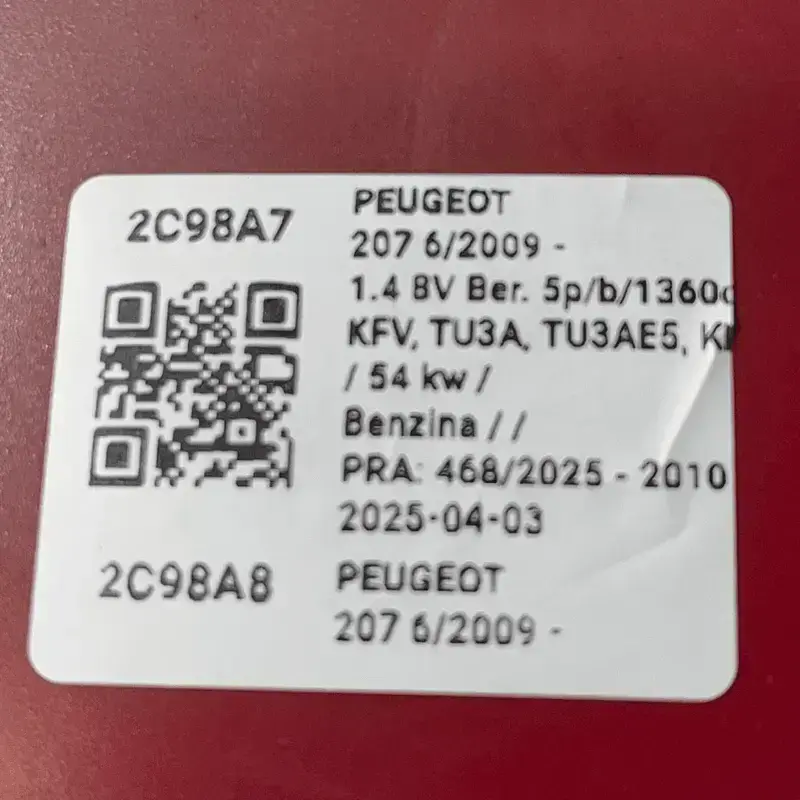 2C98A7
PEUGEOT
207 6/2009 -
1.4 8V Ber. 5p/b/1360c
KFV, TU3A, TU3AE5,
/ 54 kw /
Benzina / /
PRA: 468/2025 - 2010
2025-04-03
2C98A8
PEUGEOT
207 6/2009 -